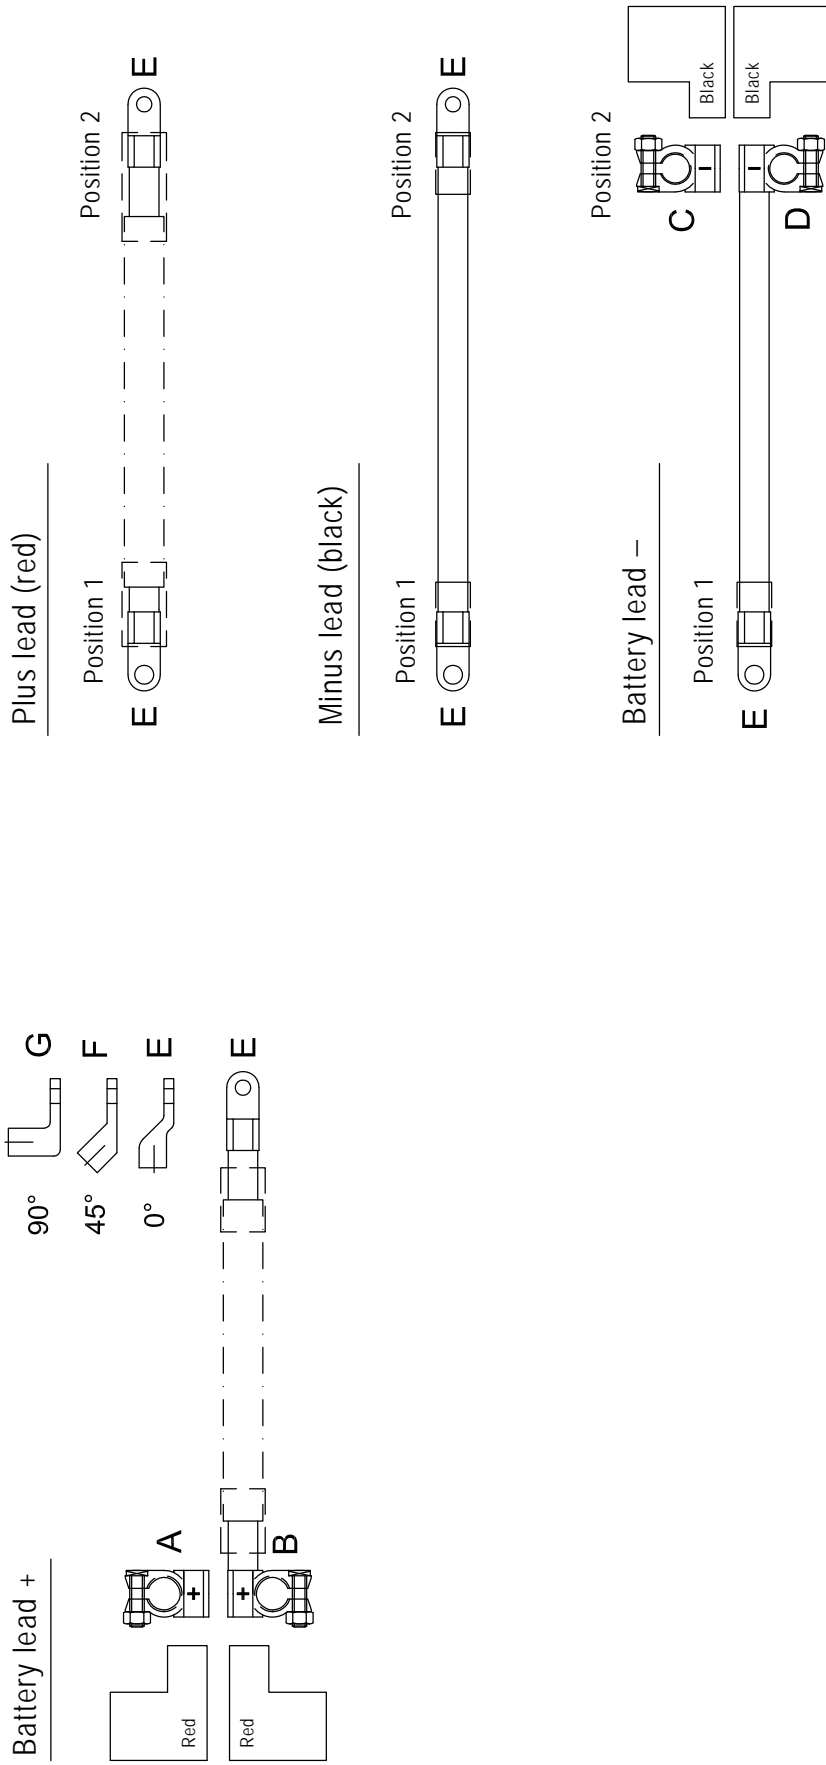 Battery lead +
Red
Red
+
+
A
B
90°
G
45°
F
0°
E
E
Plus lead (red)
Position 1
Position 2
E
E
Minus lead (black)
Position 1
Position 2
E
E
Battery lead –
Position 1
Position 2
E
C
D
–
–
Black
Black